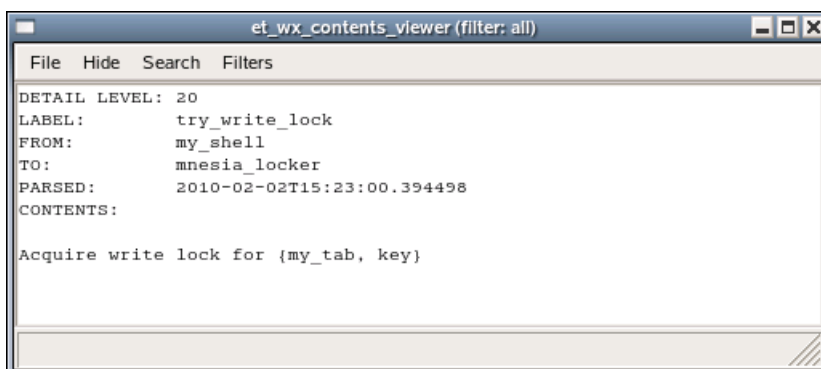 et_wx_contents_viewer (filter: all)
File Hide Search Filters
DETAIL LEVEL: 20
LABEL: try_write_lock
FROM: my_shell
TO: mnesia_locker
PARSED: 2010-02-02T15:23:00.394498
CONTENTS:
Acquire write lock for {my_tab, key}